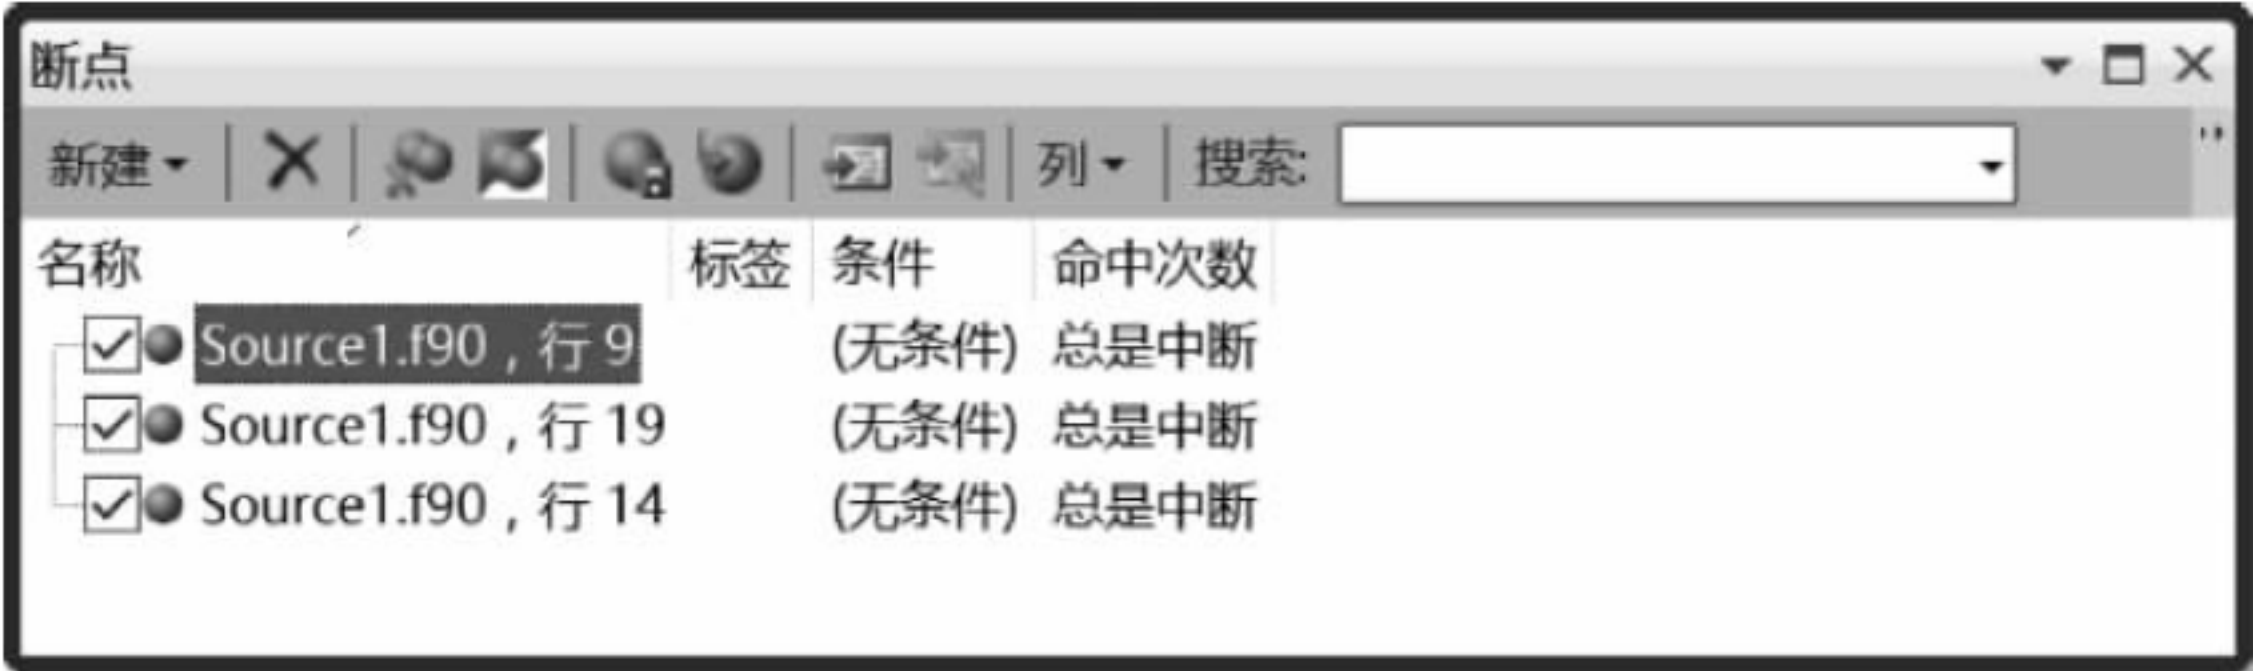 断点
新建 列 搜索:
名称 标签 条件 命中次数
Source1.f90 , 行 9 (无条件) 总是中断
Source1.f90 , 行 19 (无条件) 总是中断
Source1.f90 , 行 14 (无条件) 总是中断